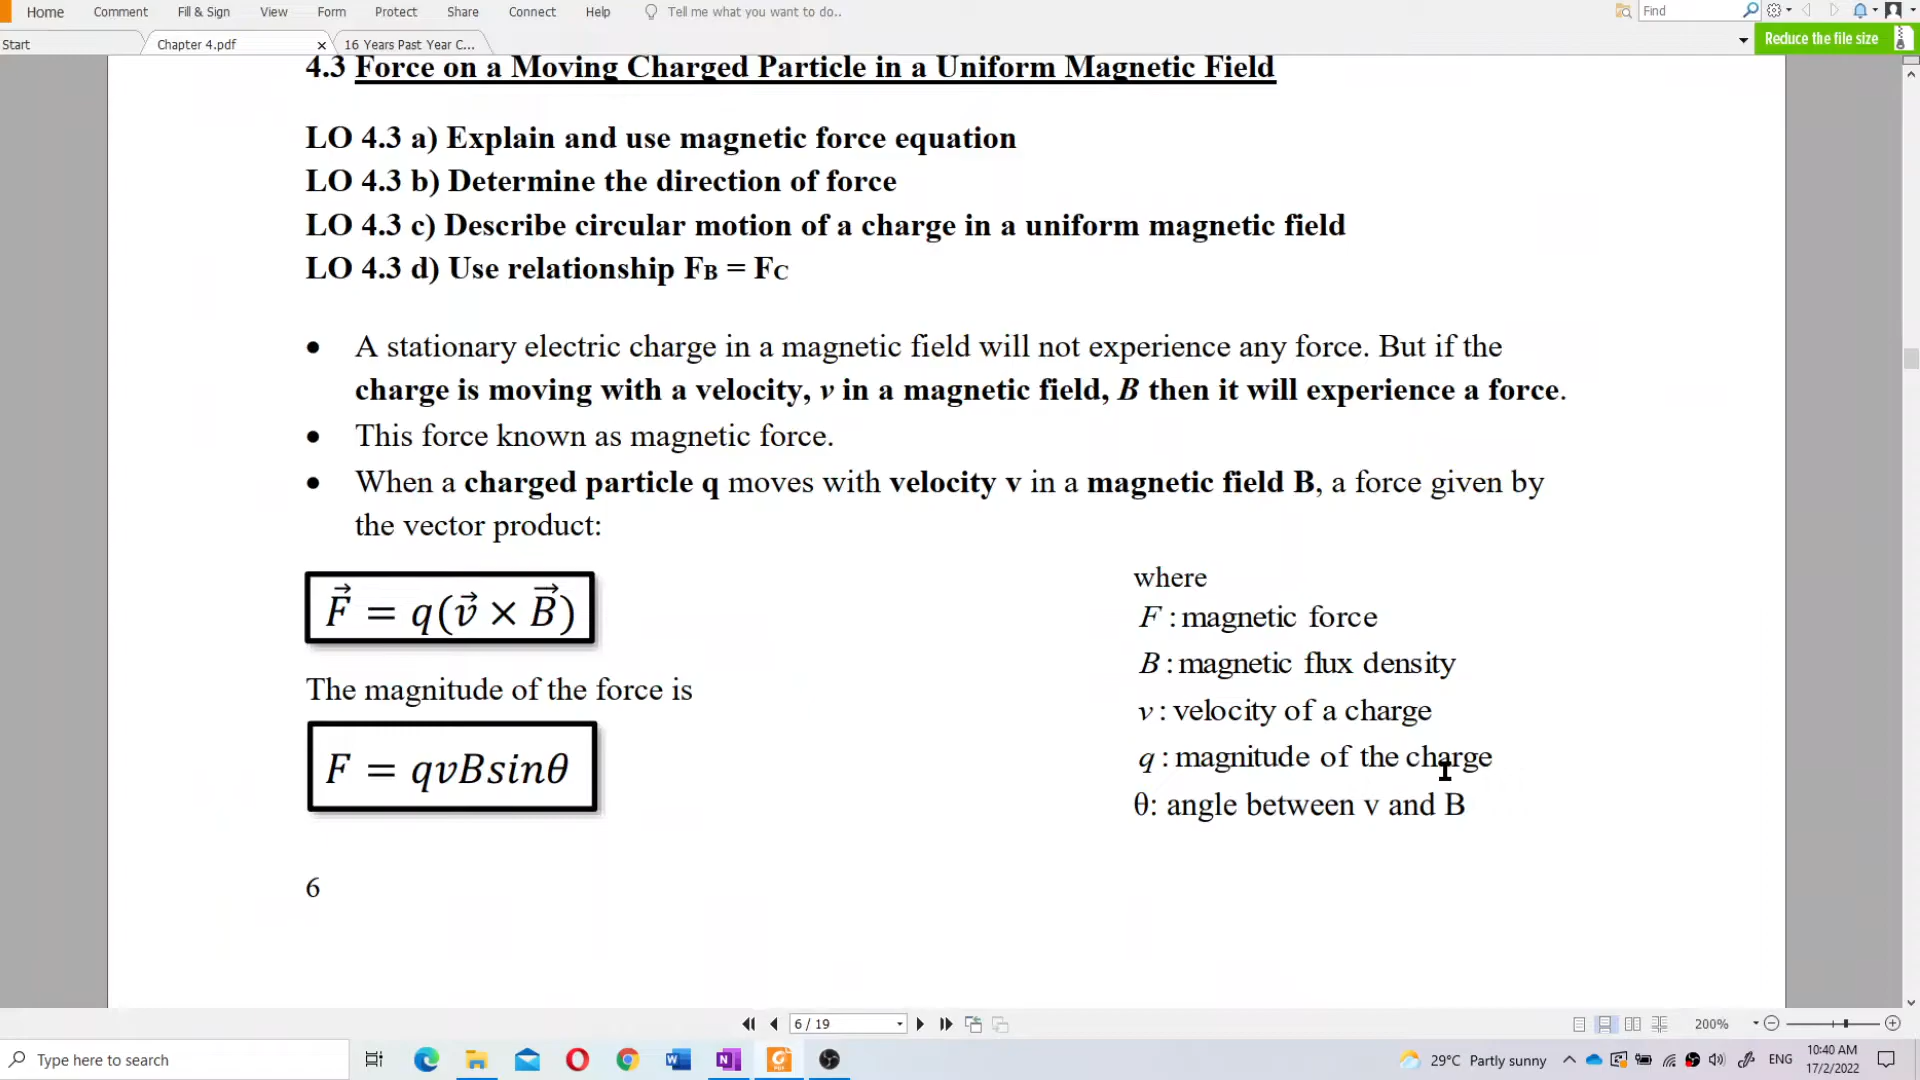 Home Comment Fill & Sign View Form Protect Share Connect Help Tell me what you want to do.. Find
Start Chapter 4.pdf 16 Years Past Year C... Reduce the file size
4.3 Force on a Moving Charged Particle in a Uniform Magnetic Field
LO 4.3 a) Explain and use magnetic force equation
LO 4.3 b) Determine the direction of force
LO 4.3 c) Describe circular motion of a charge in a uniform magnetic field
LO 4.3 d) Use relationship FB = FC
• A stationary electric charge in a magnetic field will not experience any force. But if the
charge is moving with a velocity, v in a magnetic field, B then it will experience a force.
• This force known as magnetic force.
• When a charged particle q moves with velocity v in a magnetic field B, a force given by
the vector product:
F⃗ = q(v⃗ × B⃗)
The magnitude of the force is
F = qvBsinθ
where
F : magnetic force
B : magnetic flux density
v : velocity of a charge
q : magnitude of the charge
θ: angle between v and B
6
6 / 19 200%
Type here to search 29°C Partly sunny ENG 10:40 AM
17/2/2022